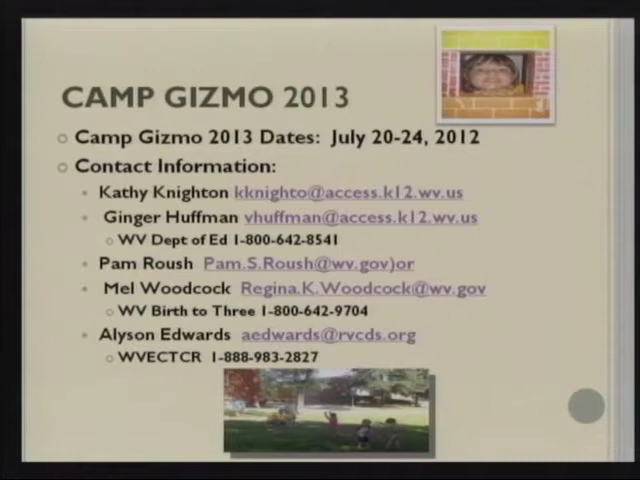 CAMP GIZMO 2013
Camp Gizmo 2013 Dates: July 20-24, 2012
Contact Information:
Kathy Knighton kknighto@access.k12.wv.us
Ginger Huffman vhuffman@access.k12.wv.us
WV Dept of Ed 1-800-642-8541
Pam Roush Pam.S.Roush@wv.gov)or
Mel Woodcock Regina.K.Woodcock@wv.gov
WV Birth to Three 1-800-642-9704
Alyson Edwards aedwards@rvcds.org
WVECTCR 1-888-983-2827